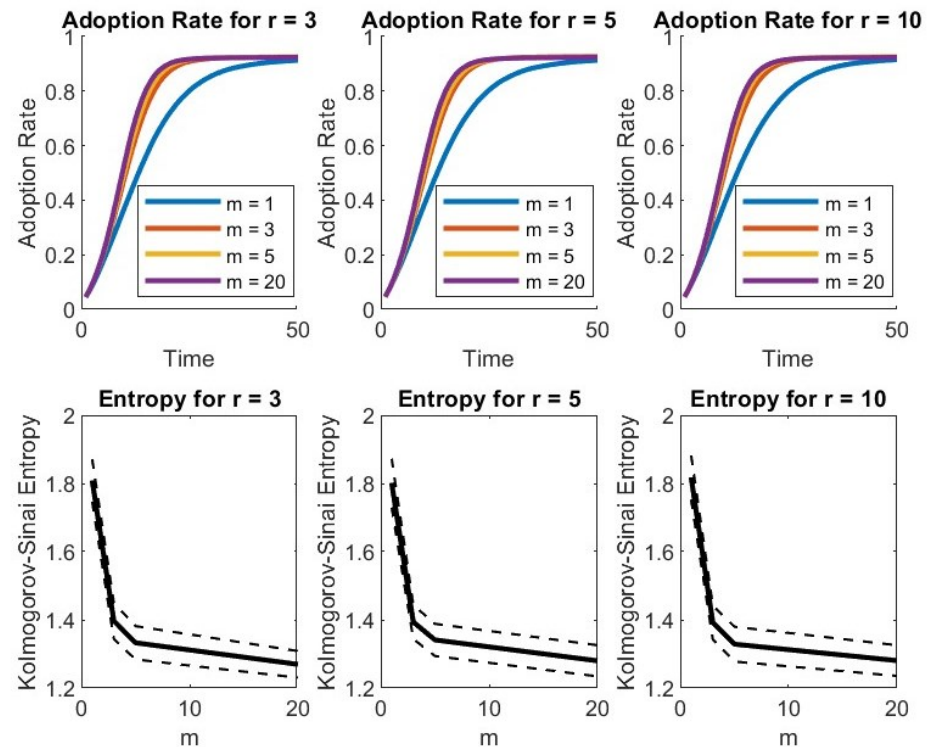 Adoption Rate for r = 3
1
0.8
0.6
0.4
0.2
0
Adoption Rate
m = 1
m = 3
m = 5
m = 20
0
50
Time
Adoption Rate for r = 5
1
0.8
0.6
0.4
0.2
0
Adoption Rate
m = 1
m = 3
m = 5
m = 20
0
50
Time
Adoption Rate for r = 10
1
0.8
0.6
0.4
0.2
0
Adoption Rate
m = 1
m = 3
m = 5
m = 20
0
50
Time
Entropy for r = 3
2
1.8
1.6
1.4
1.2
Kolmogorov-Sinai Entropy
0
10
20
m
Entropy for r = 5
2
1.8
1.6
1.4
1.2
Kolmogorov-Sinai Entropy
0
10
20
m
Entropy for r = 10
2
1.8
1.6
1.4
1.2
Kolmogorov-Sinai Entropy
0
10
20
m